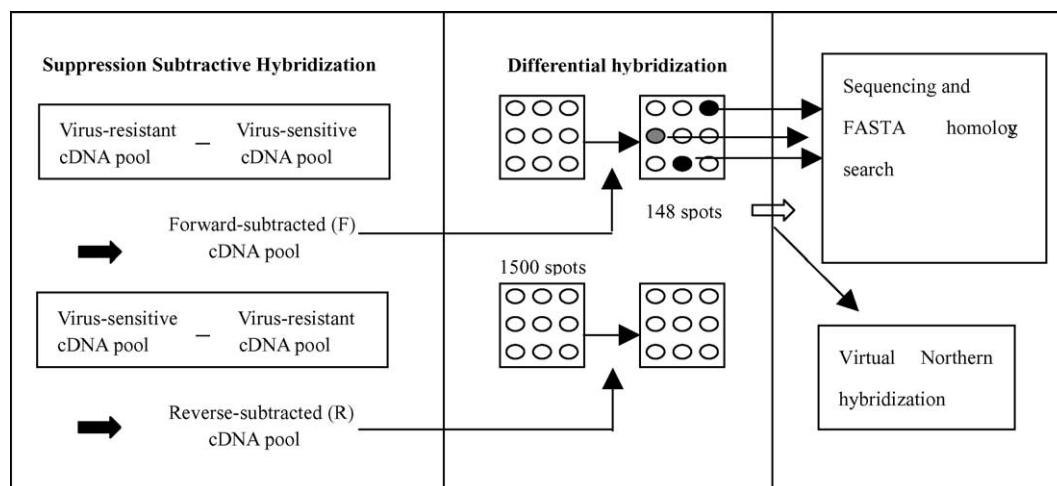 Suppression Subtractive Hybridization
Virus-resistant – Virus-sensitive
cDNA pool cDNA pool
Forward-subtracted (F)
cDNA pool
Virus-sensitive – Virus-resistant
cDNA pool cDNA pool
Reverse-subtracted (R)
cDNA pool
Differential hybridization
148 spots
1500 spots
Sequencing and
FASTA homology
search
Virtual Northern
hybridization